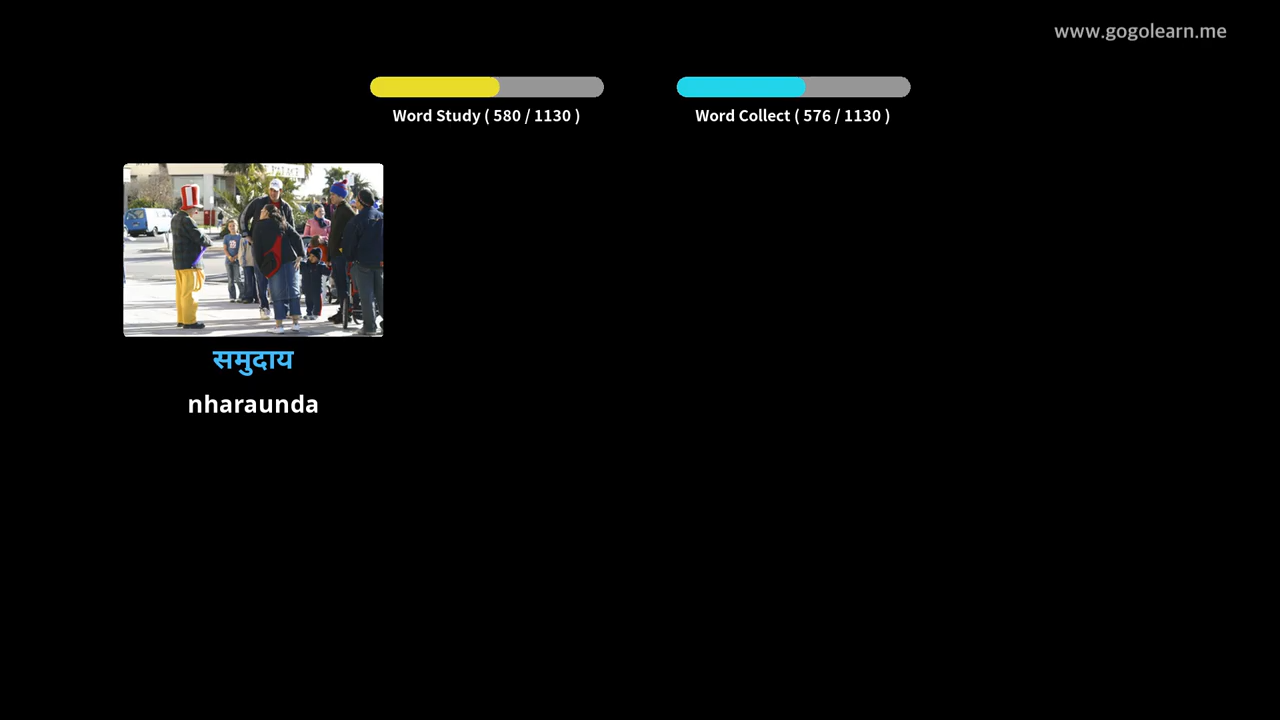 www.gogolearn.me
Word Study ( 580 / 1130 )
Word Collect ( 576 / 1130 )
समुदाय
nharaunda